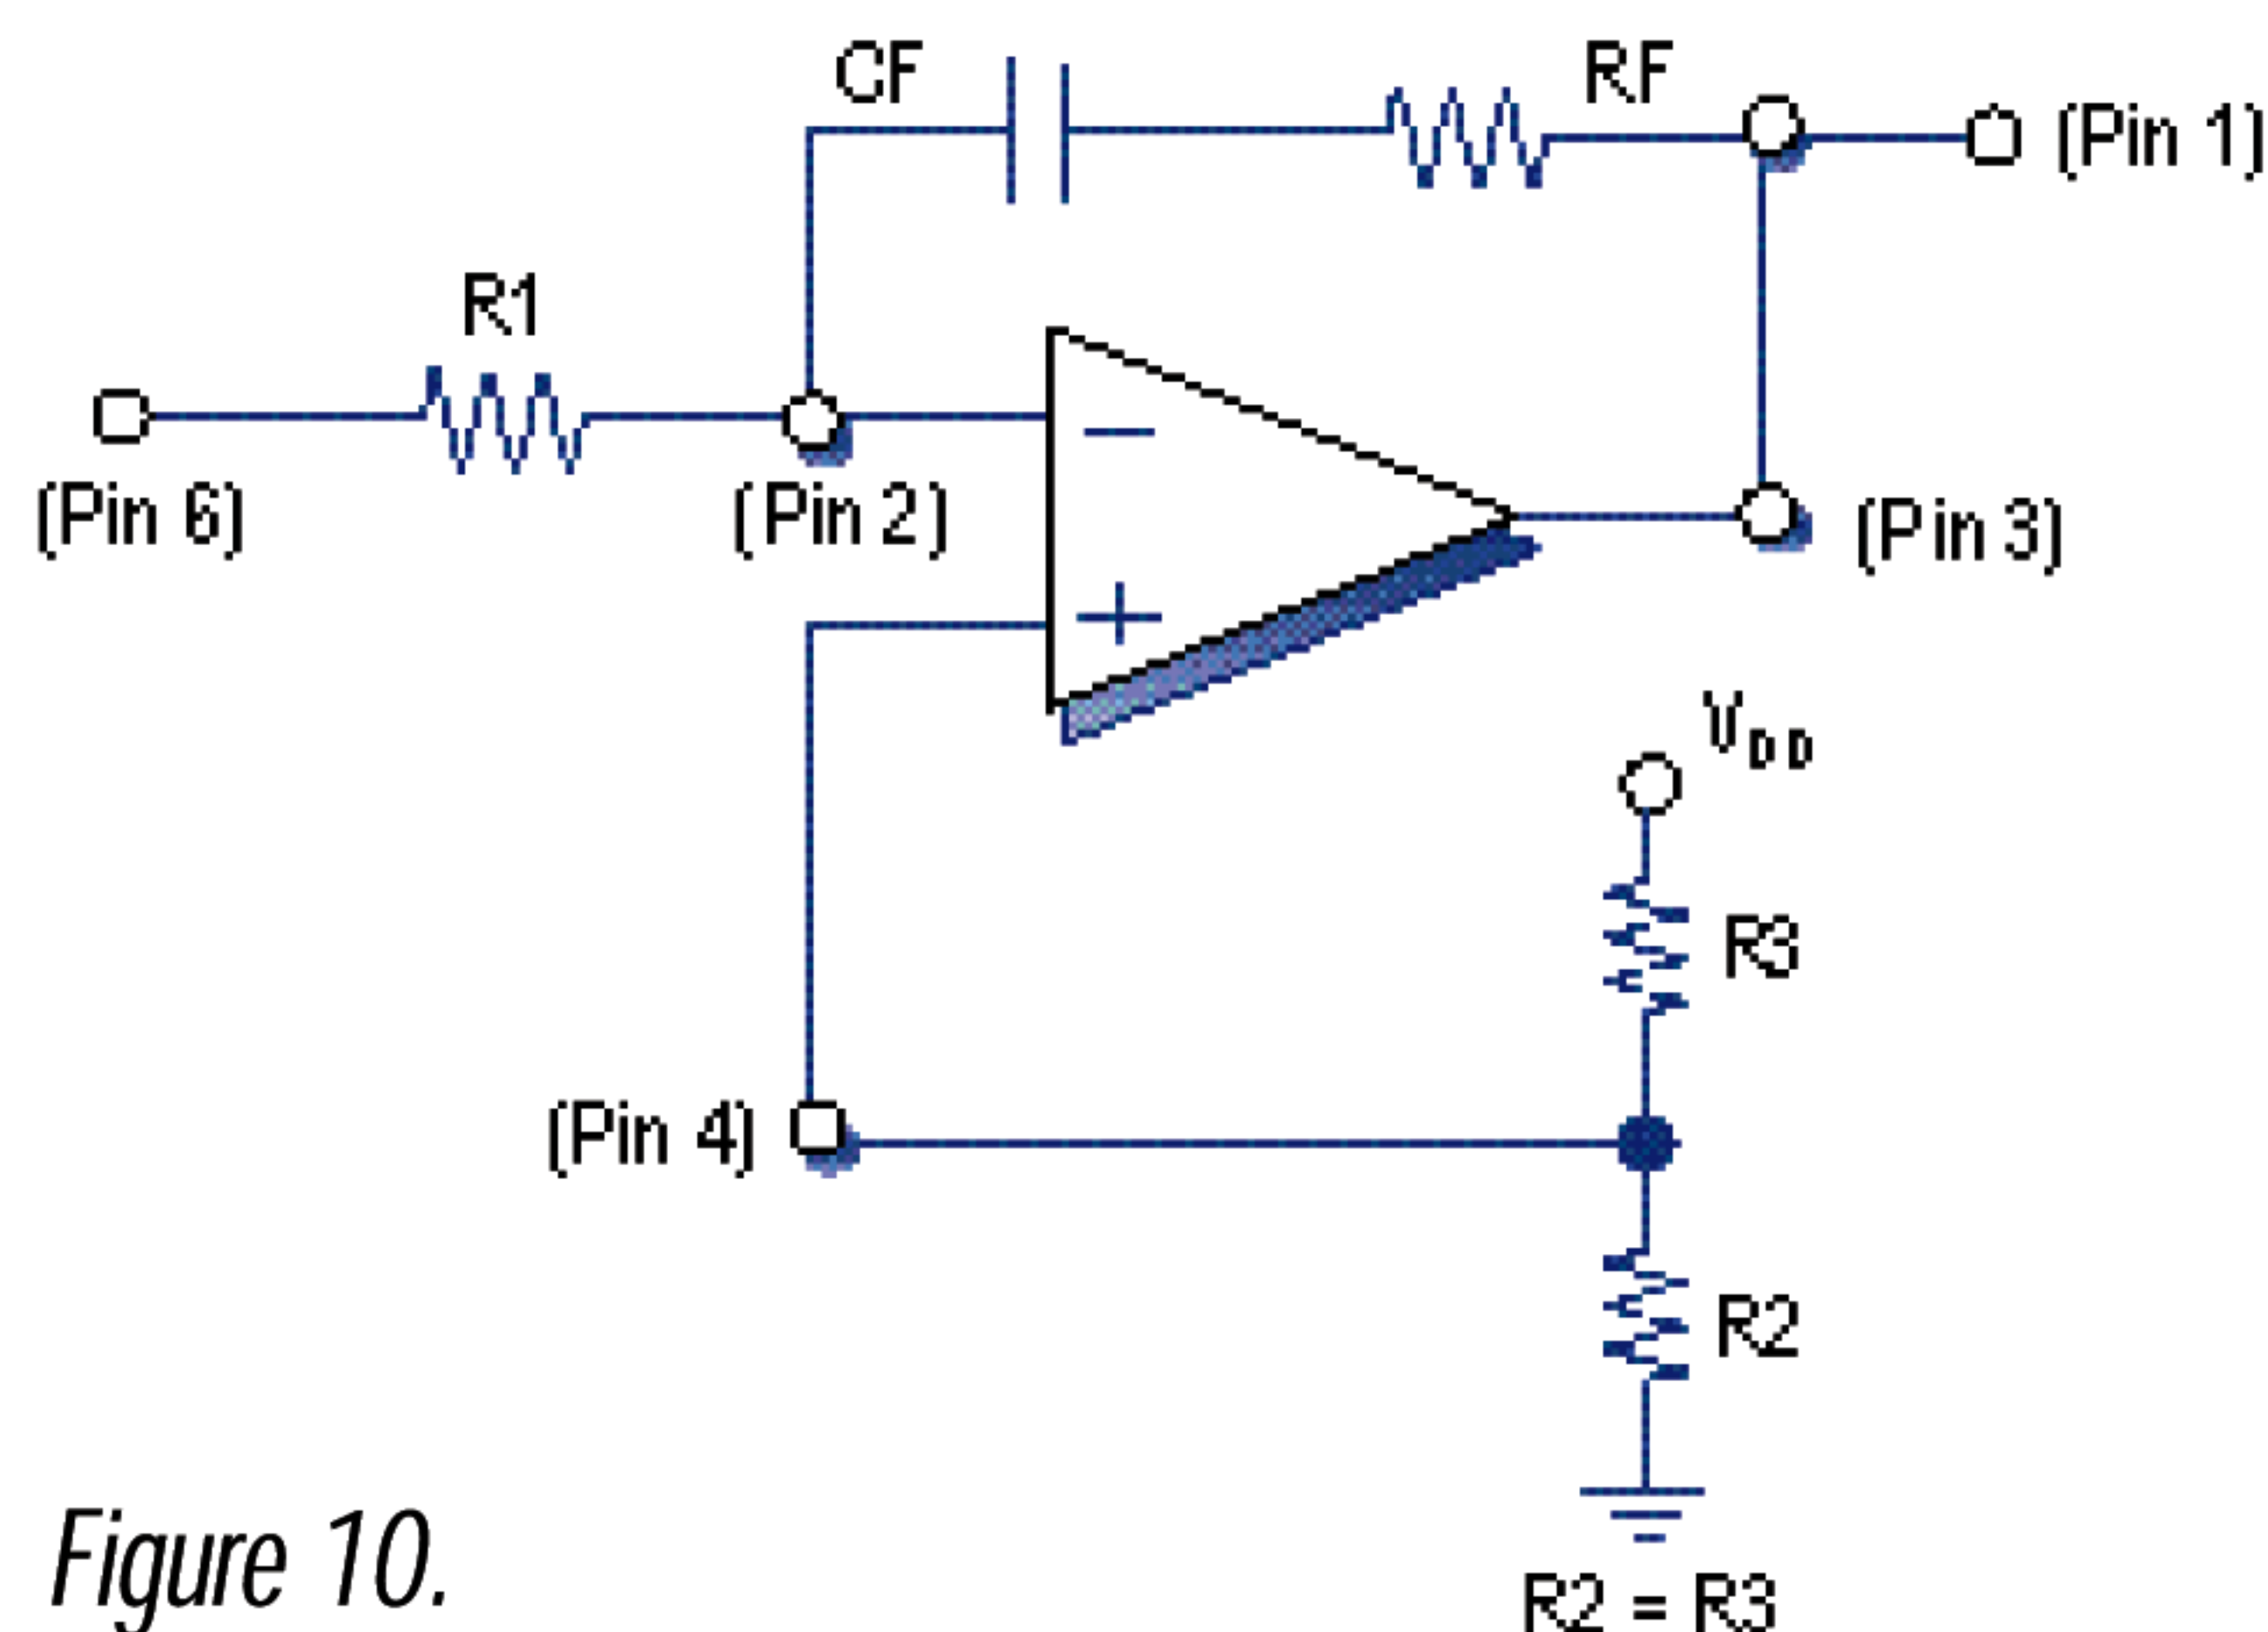 CF
RF
(Pin 1)
R1
(Pin 6)
(Pin 2)
−
+
(Pin 3)
VDD
R3
(Pin 4)
R2
R2 = R3
Figure 10.